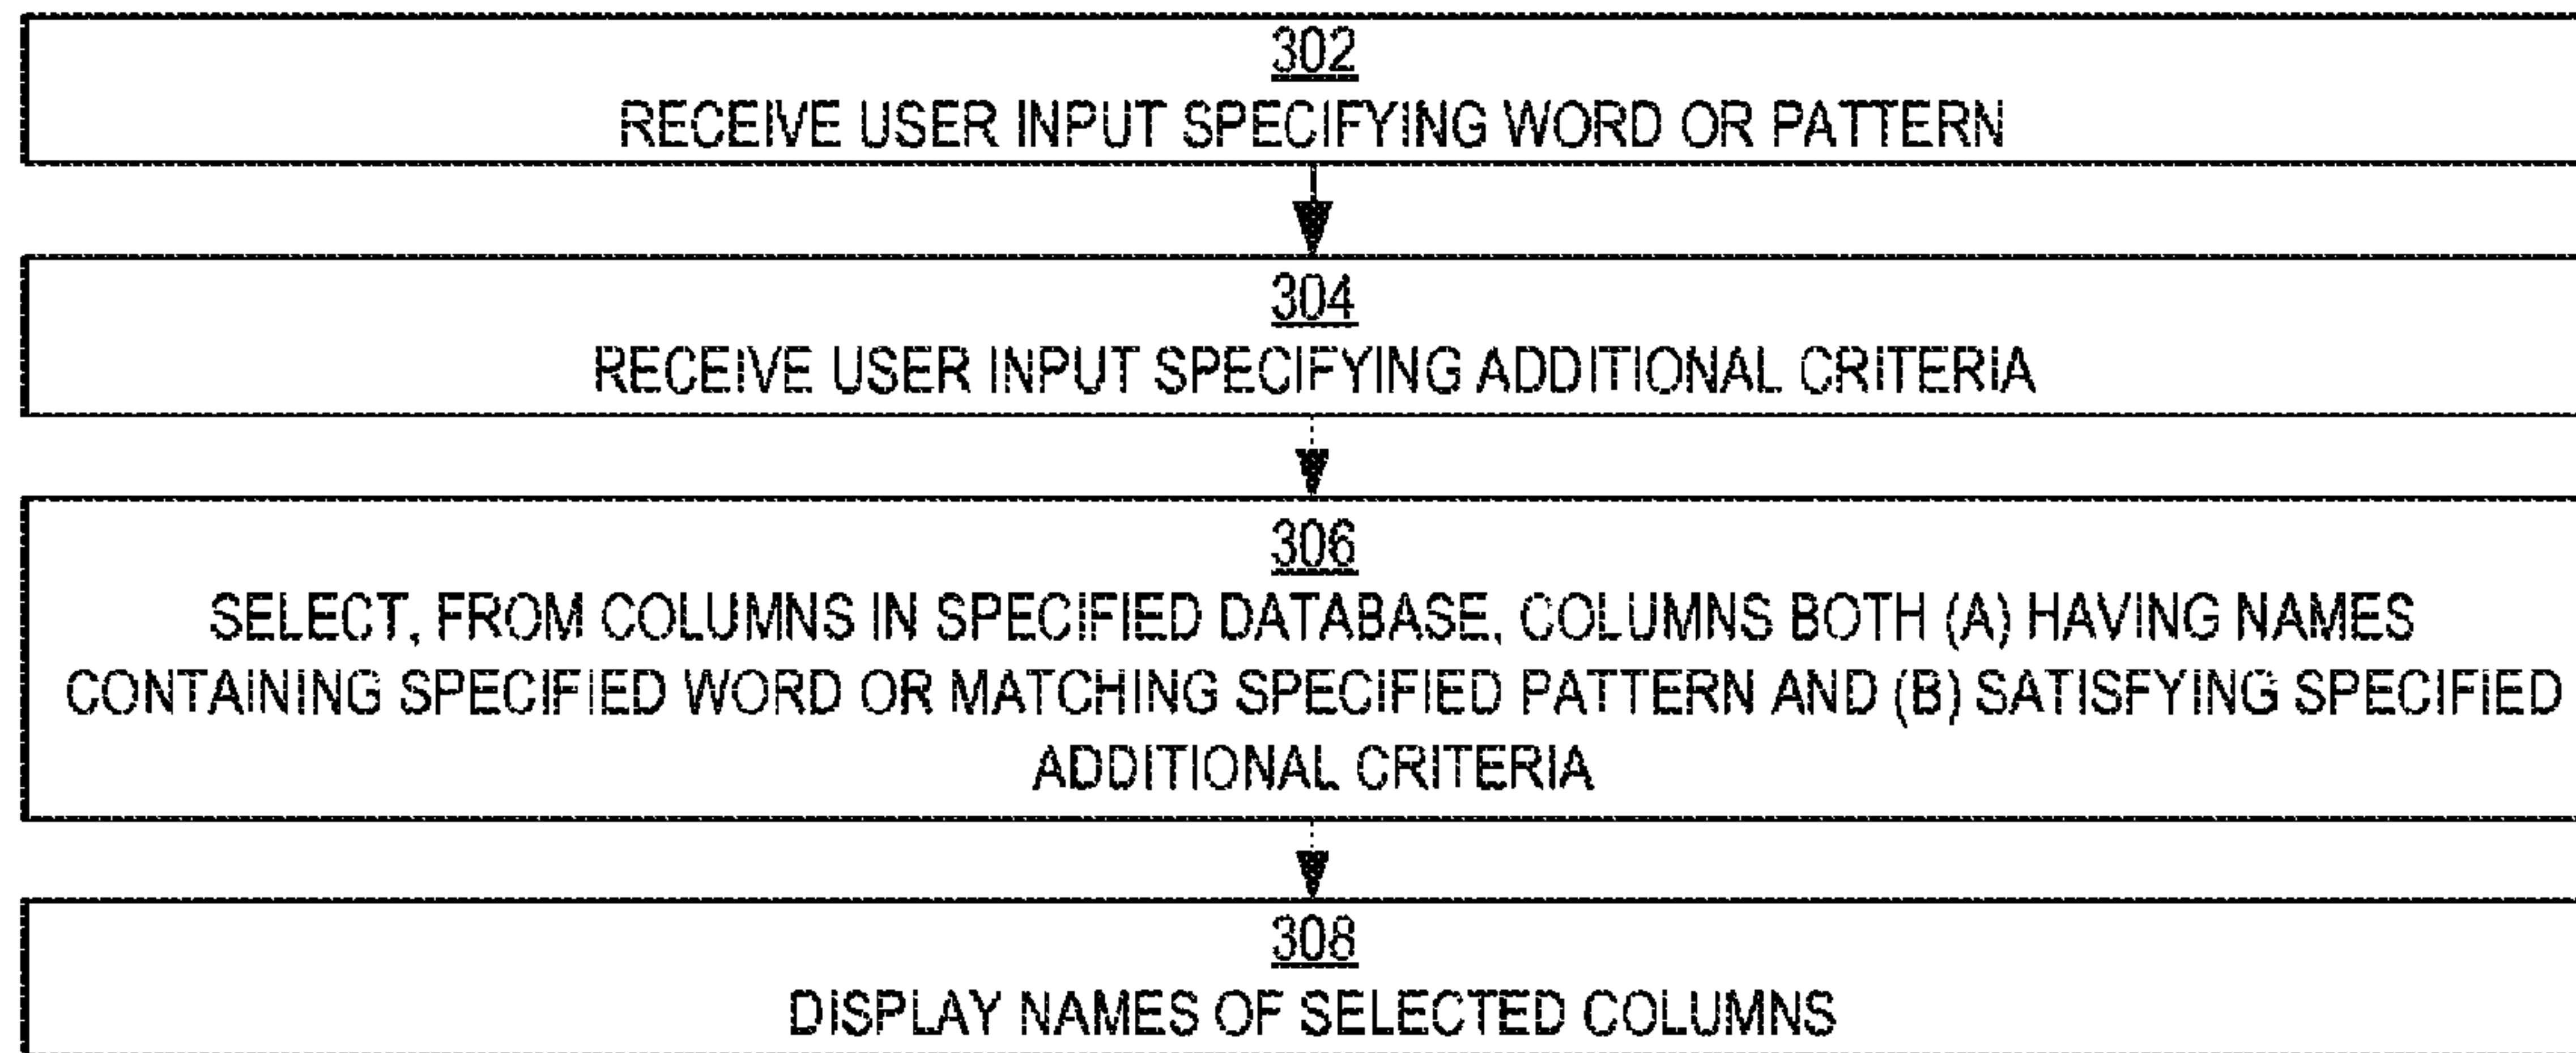 302
RECEIVE USER INPUT SPECIFYING WORD OR PATTERN
304
RECEIVE USER INPUT SPECIFYING ADDITIONAL CRITERIA
306
SELECT, FROM COLUMNS IN SPECIFIED DATABASE, COLUMNS BOTH (A) HAVING NAMES
CONTAINING SPECIFIED WORD OR MATCHING SPECIFIED PATTERN AND (B) SATISFYING SPECIFIED
ADDITIONAL CRITERIA
308
DISPLAY NAMES OF SELECTED COLUMNS